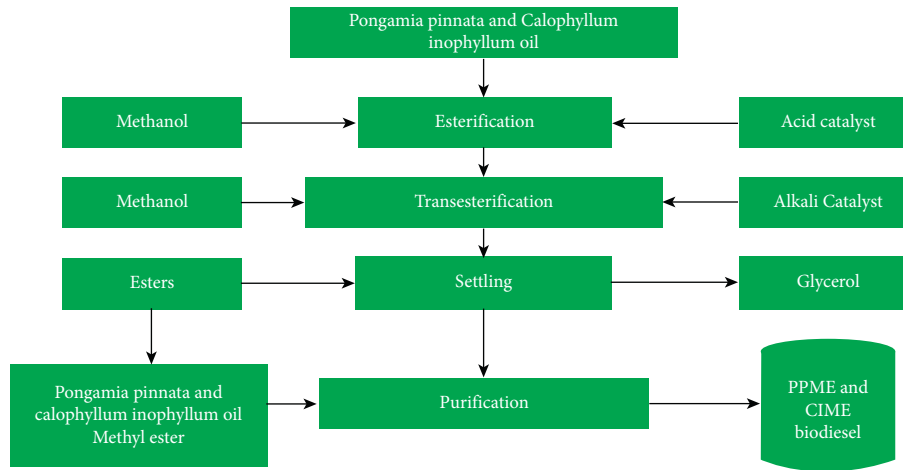 Pongamia pinnata and Calophyllum
inophyllum oil
Methanol
Esterification
Acid catalyst
Methanol
Transesterification
Alkali Catalyst
Esters
Settling
Glycerol
Pongamia pinnata and
calophyllum inophyllum oil
Methyl ester
Purification
PPME and
CIME
biodiesel